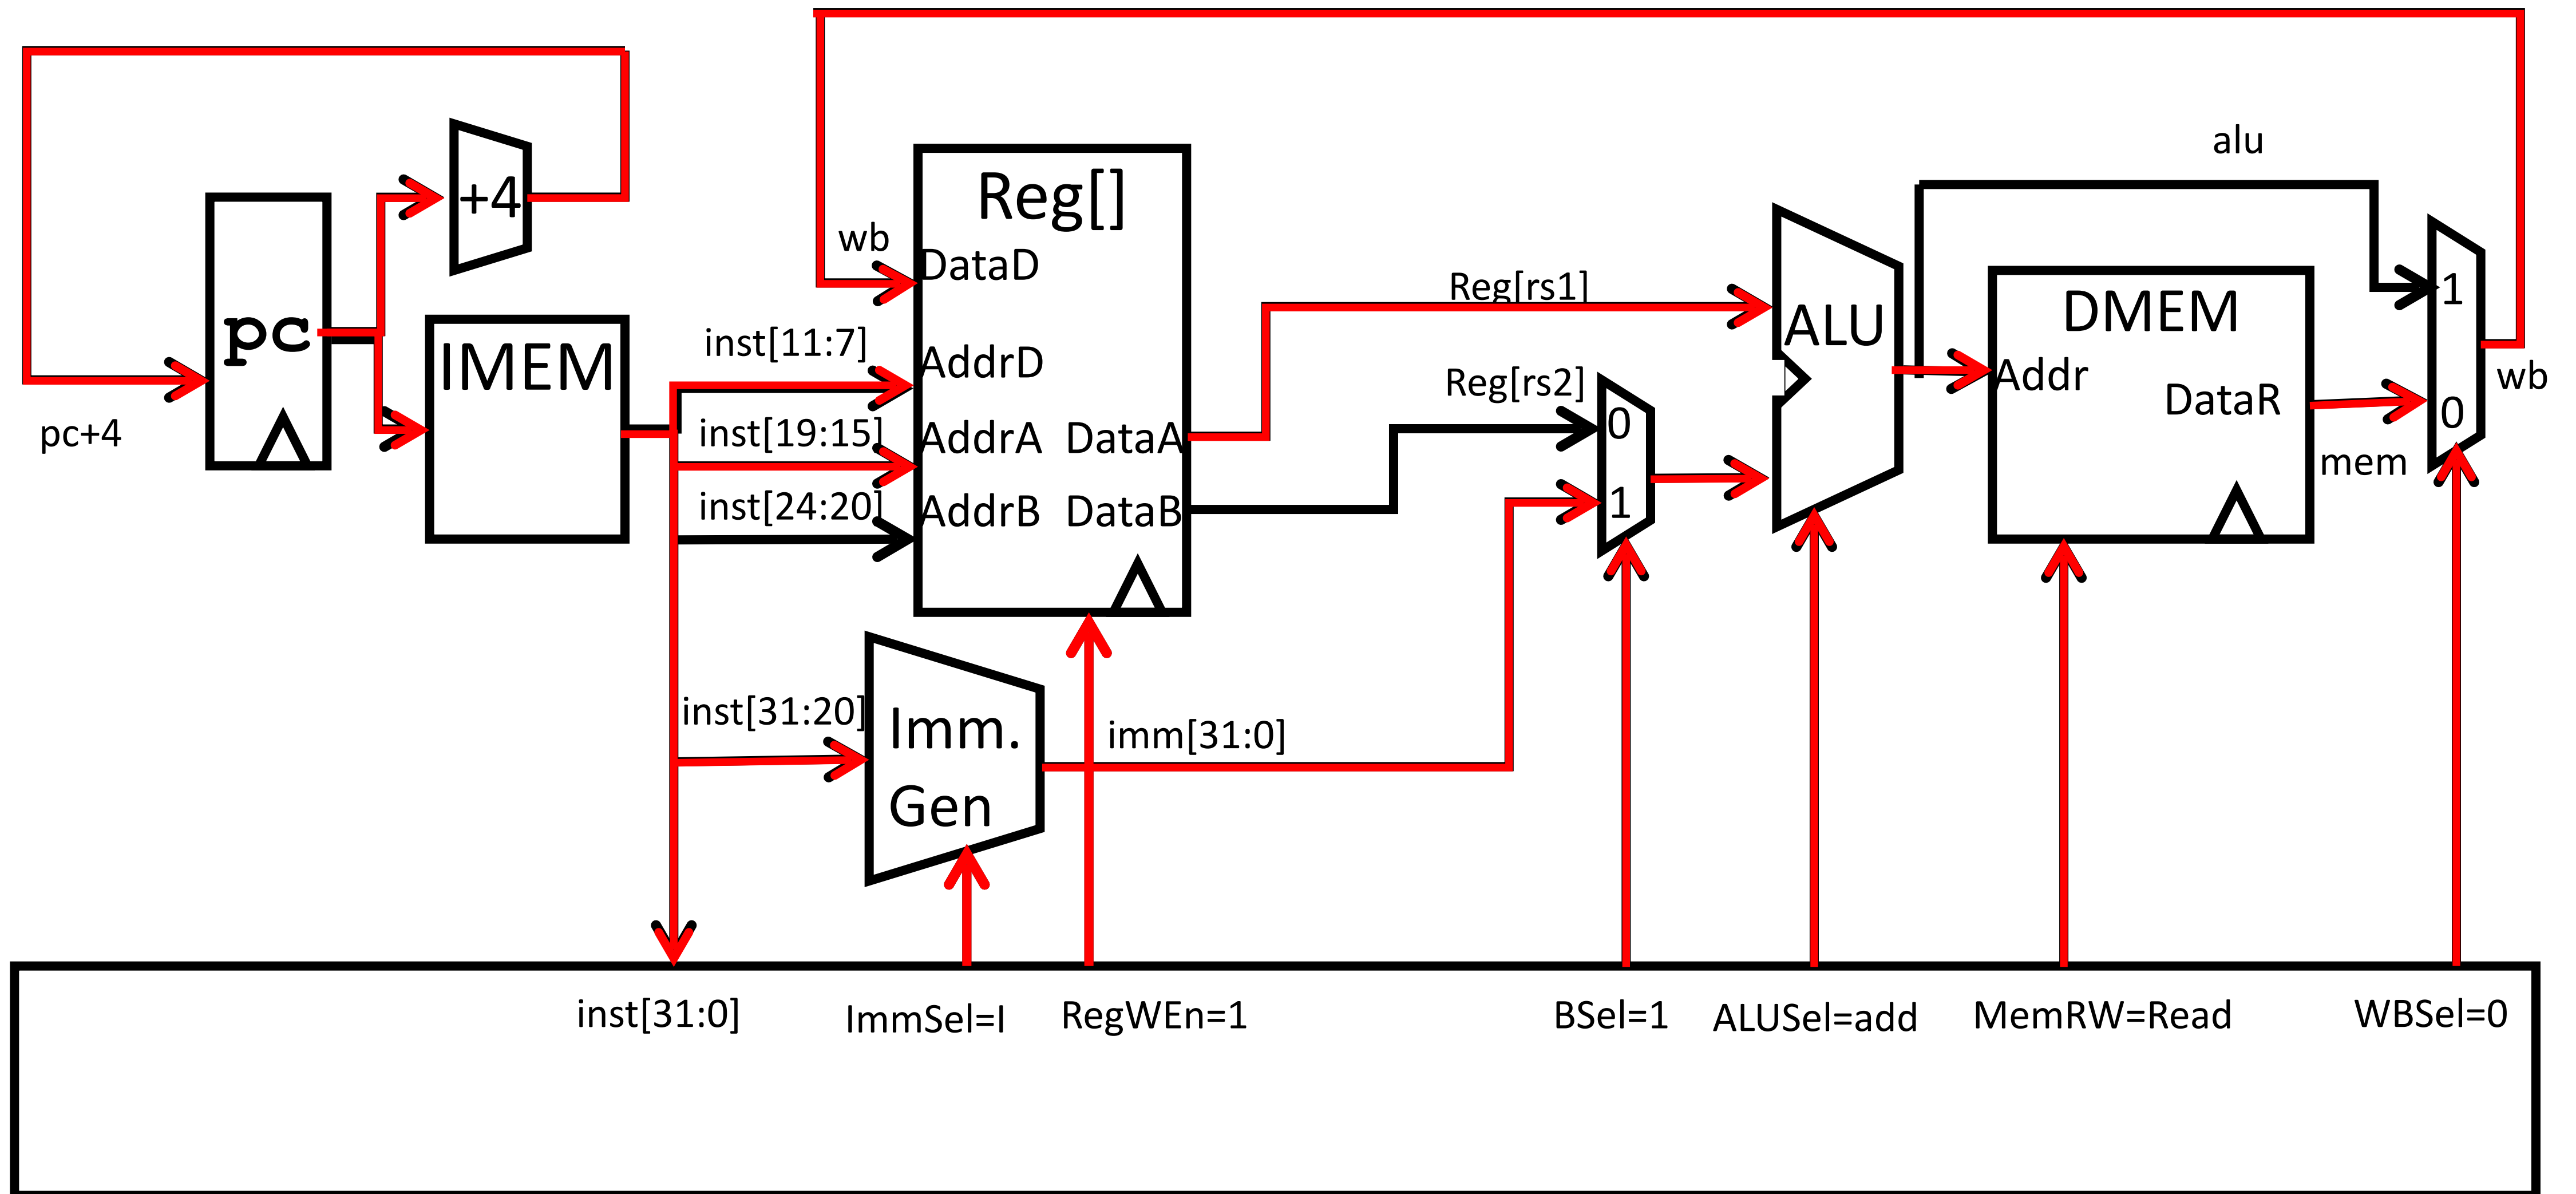 alu
+4
Reg[]
wb
DataD
pc
IMEM
inst[11:7]
AddrD
Reg[rs1]
ALU
DMEM
1
pc+4
inst[19:15]
AddrA
DataA
Reg[rs2]
0
Addr
DataR
0
wb
inst[24:20]
AddrB
DataB
1
mem
inst[31:20]
Imm.
Gen
imm[31:0]
inst[31:0]
ImmSel=I
RegWEn=1
BSel=1
ALUSel=add
MemRW=Read
WBSel=0